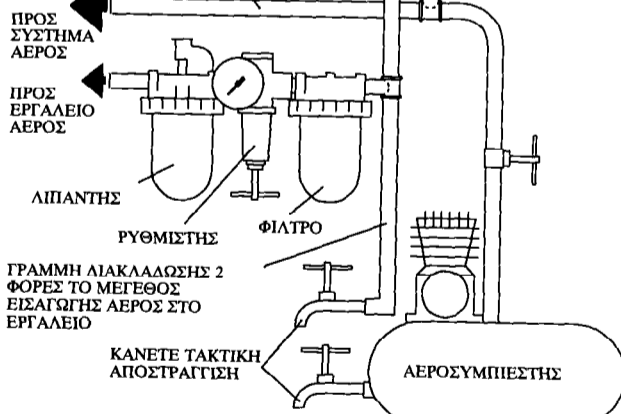 ΠΡΟΣ
ΣΥΣΤΗΜΑ
ΑΕΡΟΣ
ΠΡΟΣ
ΕΡΓΑΛΕΙΟ
ΑΕΡΟΣ
ΛΙΠΑΝΤΗΣ
ΡΥΘΜΙΣΤΗΣ
ΦΙΛΤΡΟ
ΓΡΑΜΜΗ ΔΙΑΚΛΑΔΩΣΗΣ 2
ΦΟΡΕΣ ΤΟ ΜΕΓΕΘΟΣ
ΕΙΣΑΓΩΓΗΣ ΑΕΡΟΣ ΣΤΟ
ΕΡΓΑΛΕΙΟ
ΚΑΝΕΤΕ ΤΑΚΤΙΚΗ
ΑΠΟΣΤΡΑΓΓΙΣΗ
ΑΕΡΟΣΥΜΠΙΕΣΤΗΣ